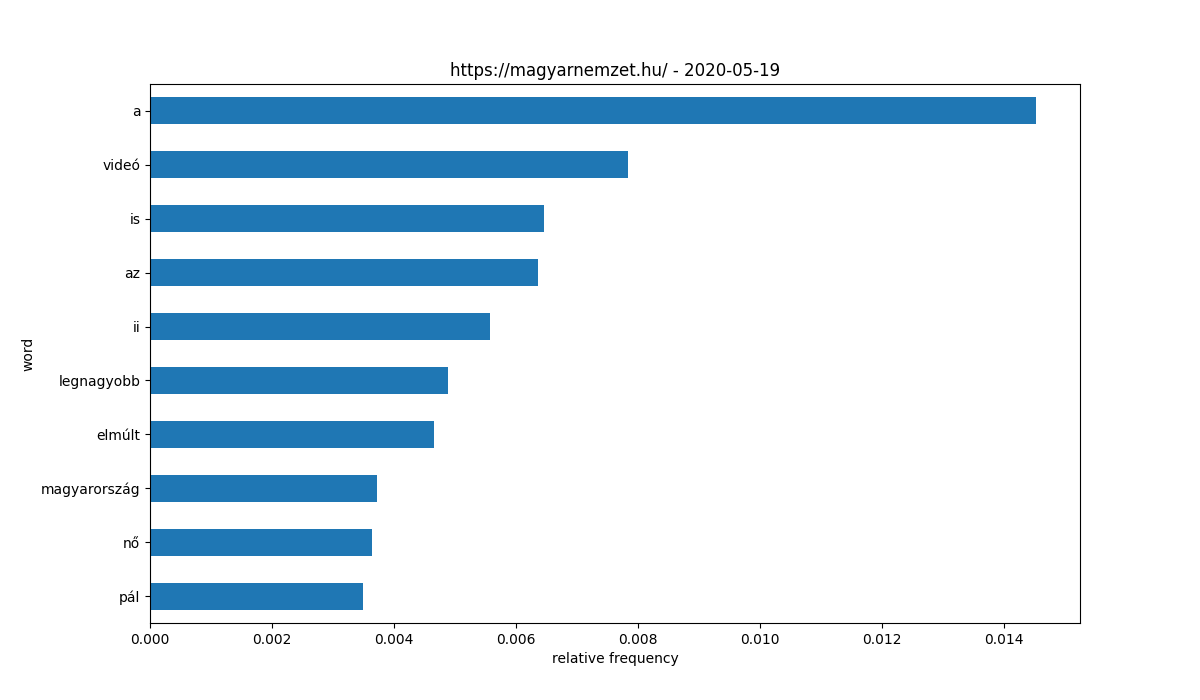 https://magyarnemzet.hu/ - 2020-05-19
a
videó
is
az
ii
legnagyobb
elmúlt
magyarország
nő
pál
word
0.000 0.002 0.004 0.006 0.008 0.010 0.012 0.014
relative frequency